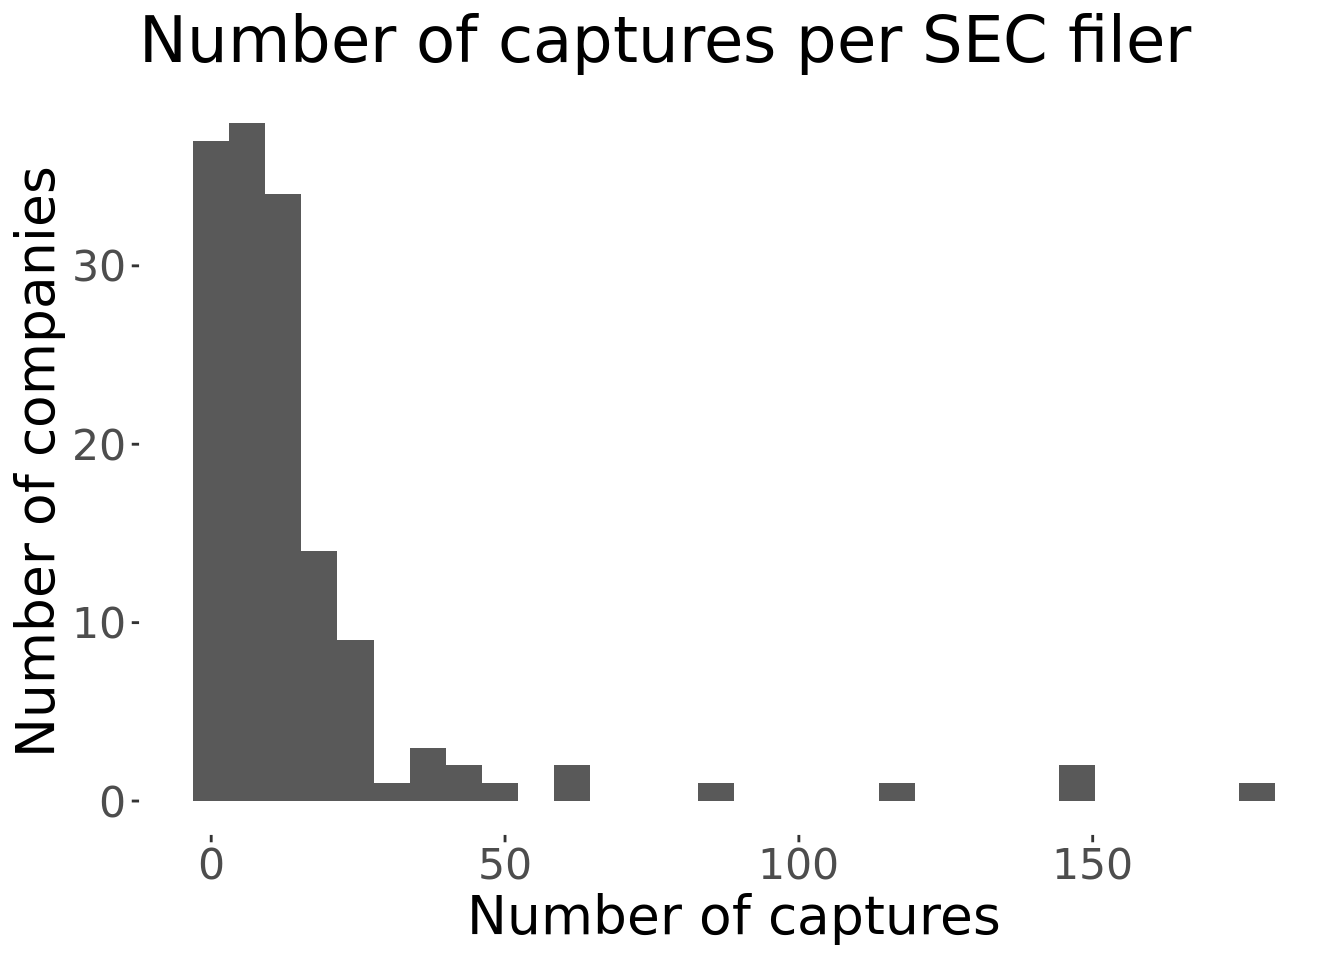 Number of captures per SEC filer
Number of companies
30
20
10
0
0 50 100 150
Number of captures